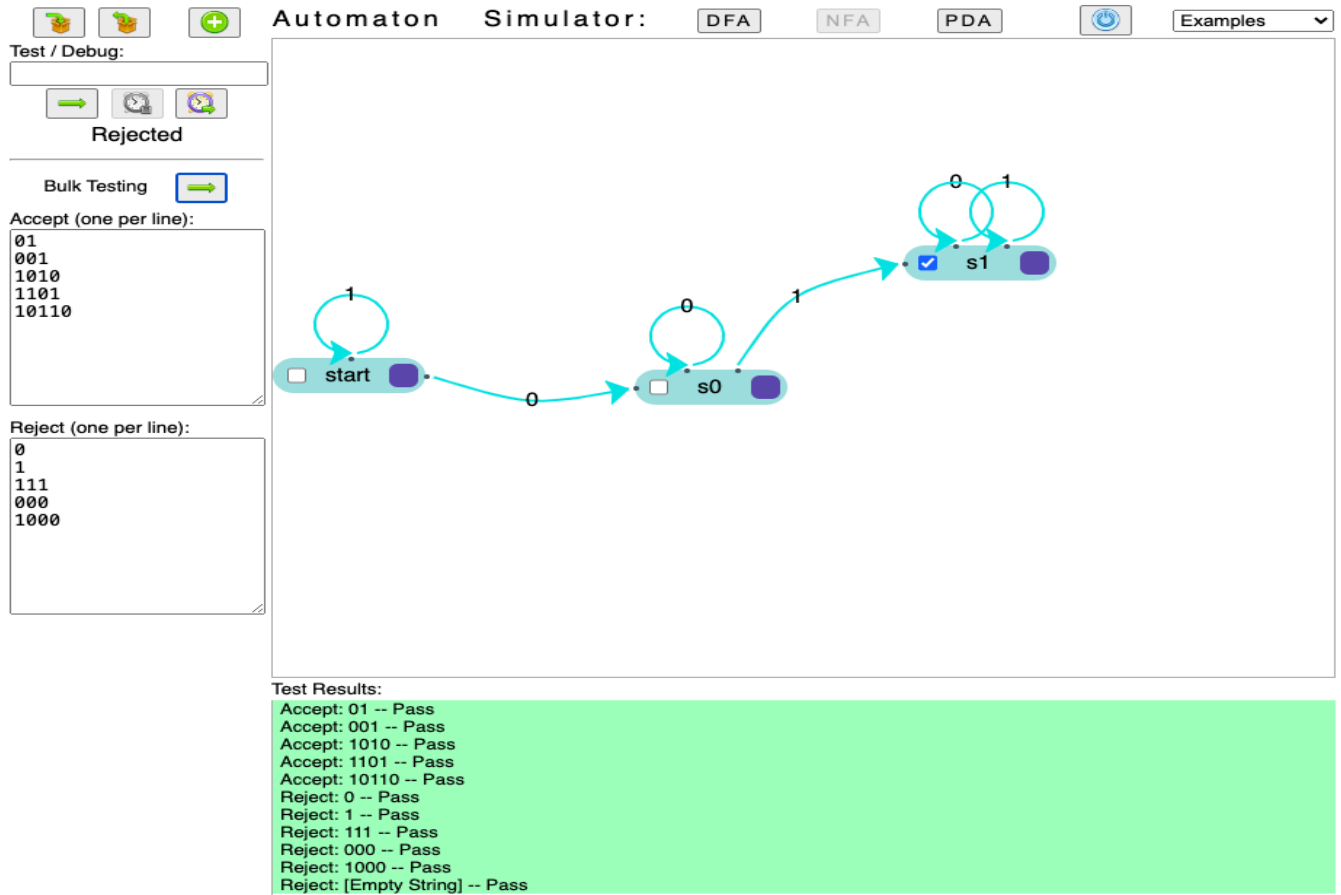 Automaton Simulator: DFA NFA PDA Examples
Test / Debug:
Rejected
Bulk Testing
Accept (one per line):
01
001
1010
1101
10110
Reject (one per line):
0
1
111
000
1000
1
start
0
0
s0
1
0 1
s1
Test Results:
Accept: 01 -- Pass
Accept: 001 -- Pass
Accept: 1010 -- Pass
Accept: 1101 -- Pass
Accept: 10110 -- Pass
Reject: 0 -- Pass
Reject: 1 -- Pass
Reject: 111 -- Pass
Reject: 000 -- Pass
Reject: 1000 -- Pass
Reject: [Empty String] -- Pass